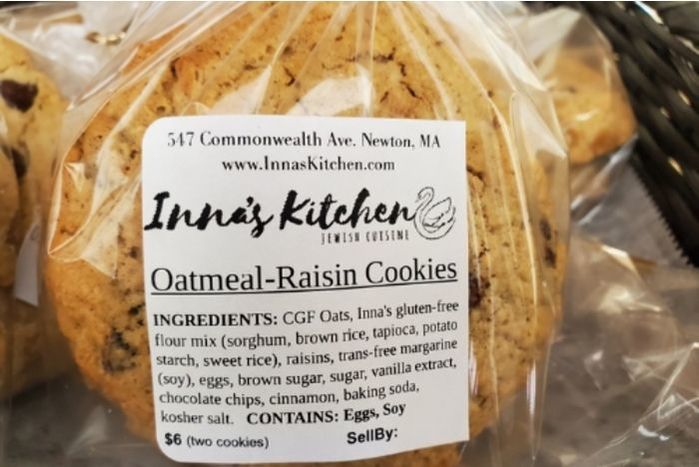 547 Commonwealth Ave. Newton, MA
www.InnasKitchen.com
Inna's Kitchen
JEWISH CUISINE
Oatmeal-Raisin Cookies
INGREDIENTS: CGF Oats, Inna's gluten-free
flour mix (sorghum, brown rice, tapioca, potato
starch, sweet rice), raisins, trans-free margarine
(soy), eggs, brown sugar, sugar, vanilla extract,
chocolate chips, cinnamon, baking soda,
kosher salt. CONTAINS: Eggs, Soy
$6 (two cookies) SellBy: